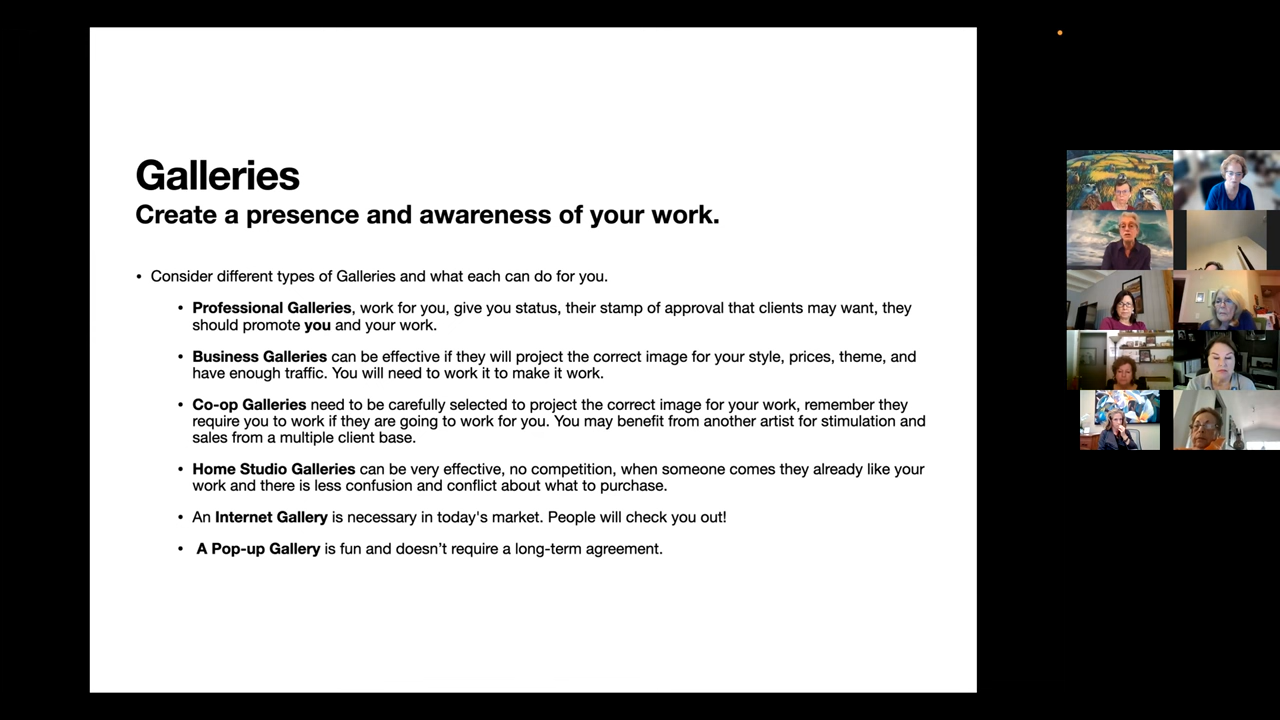 Galleries
Create a presence and awareness of your work.
• Consider different types of Galleries and what each can do for you.
• Professional Galleries, work for you, give you status, their stamp of approval that clients may want, they
should promote you and your work.
• Business Galleries can be effective if they will project the correct image for your style, prices, theme, and
have enough traffic. You will need to work it to make it work.
• Co-op Galleries need to be carefully selected to project the correct image for your work, remember they
require you to work if they are going to work for you. You may benefit from another artist for stimulation and
sales from a multiple client base.
• Home Studio Galleries can be very effective, no competition, when someone comes they already like your
work and there is less confusion and conflict about what to purchase.
• An Internet Gallery is necessary in today's market. People will check you out!
• A Pop-up Gallery is fun and doesn’t require a long-term agreement.